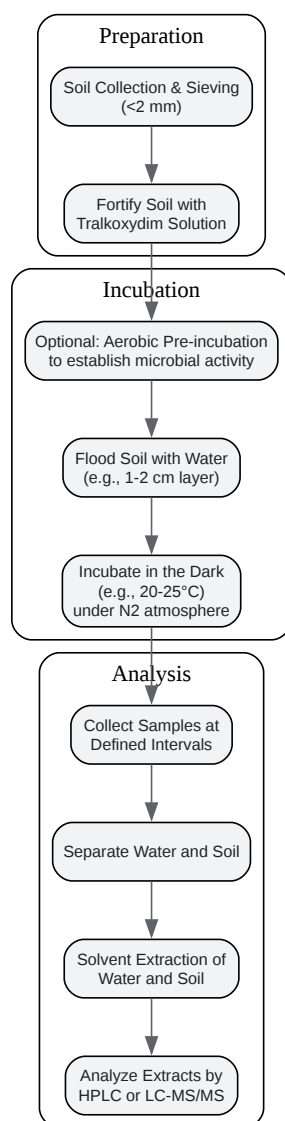 Preparation
Soil Collection & Sieving
(<2 mm)
Fortify Soil with
Tralkoxydim Solution
Incubation
Optional: Aerobic Pre-incubation
to establish microbial activity
Flood Soil with Water
(e.g., 1-2 cm layer)
Incubate in the Dark
(e.g., 20-25°C)
under N2 atmosphere
Analysis
Collect Samples at
Defined Intervals
Separate Water and Soil
Solvent Extraction of
Water and Soil
Analyze Extracts by
HPLC or LC-MS/MS